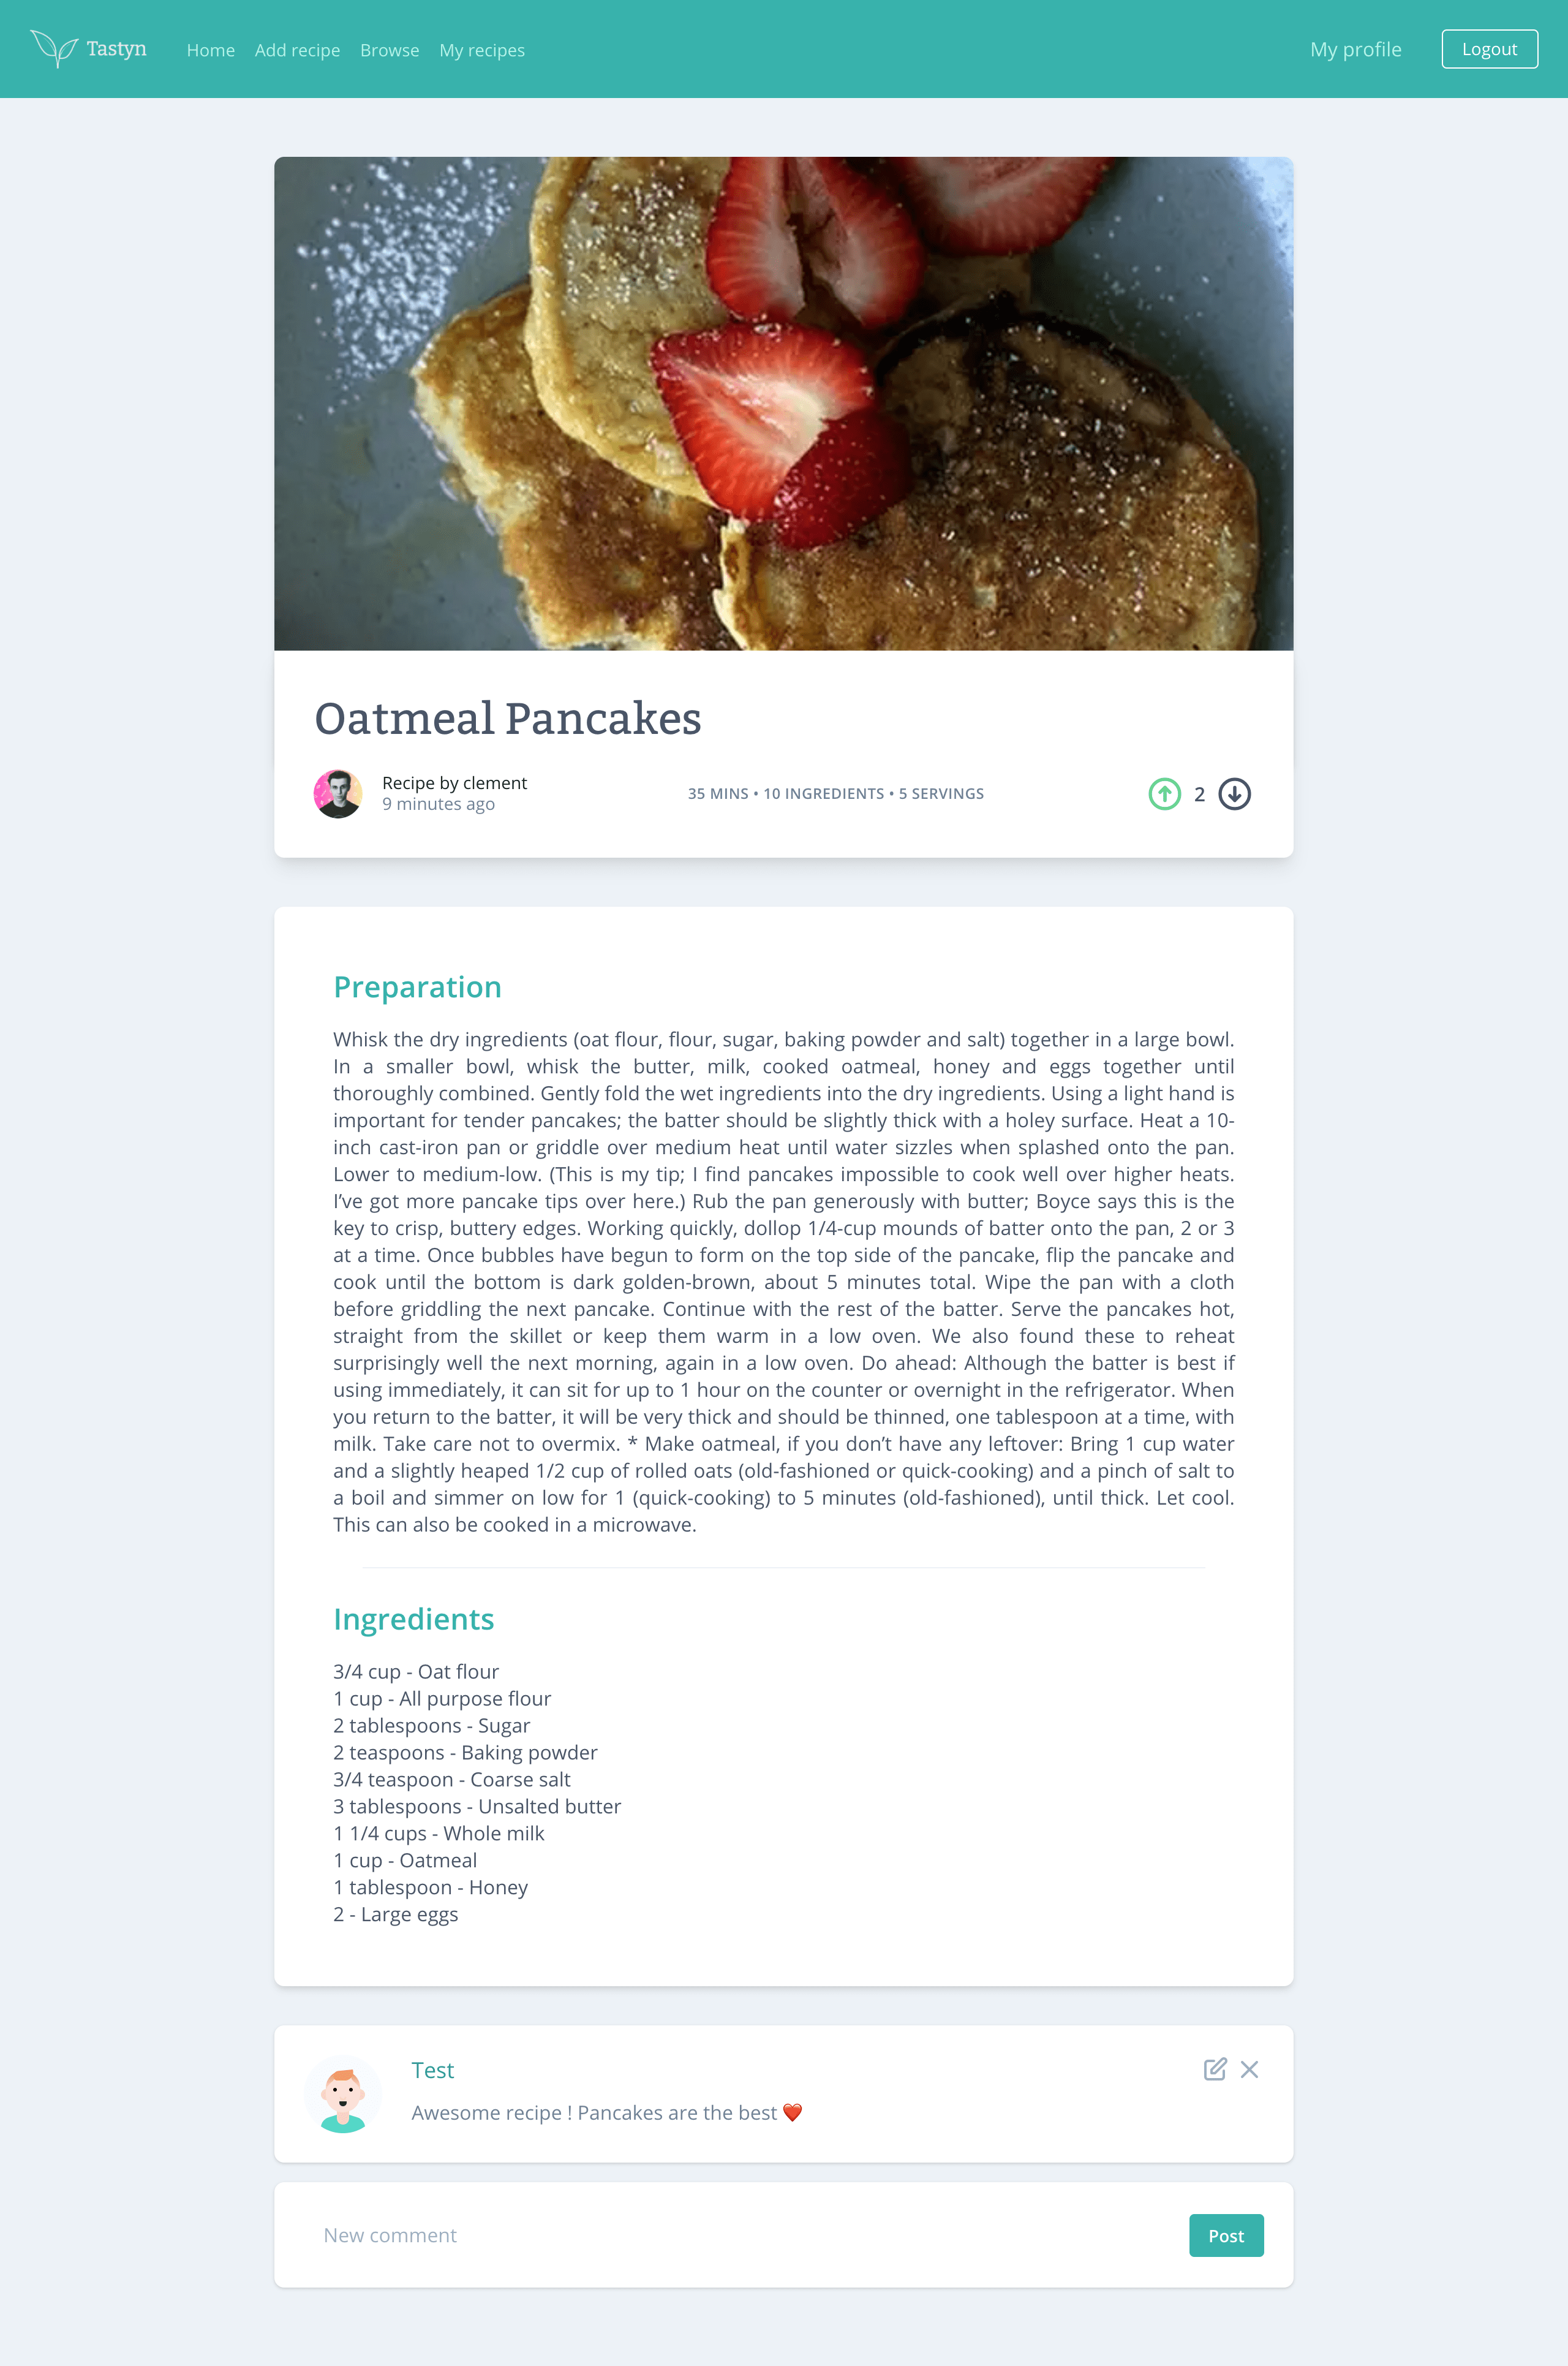 Tastyn
Home Add recipe Browse My recipes
My profile
Logout
Oatmeal Pancakes
Recipe by clement
9 minutes ago
35 MINS • 10 INGREDIENTS • 5 SERVINGS
2
Preparation
Whisk the dry ingredients (oat flour, flour, sugar, baking powder and salt) together in a large bowl.
In a smaller bowl, whisk the butter, milk, cooked oatmeal, honey and eggs together until
thoroughly combined. Gently fold the wet ingredients into the dry ingredients. Using a light hand is
important for tender pancakes; the batter should be slightly thick with a holey surface. Heat a 10-
inch cast-iron pan or griddle over medium heat until water sizzles when splashed onto the pan.
Lower to medium-low. (This is my tip; I find pancakes impossible to cook well over higher heats.
I’ve got more pancake tips over here.) Rub the pan generously with butter; Boyce says this is the
key to crisp, buttery edges. Working quickly, dollop 1/4-cup mounds of batter onto the pan, 2 or 3
at a time. Once bubbles have begun to form on the top side of the pancake, flip the pancake and
cook until the bottom is dark golden-brown, about 5 minutes total. Wipe the pan with a cloth
before griddling the next pancake. Continue with the rest of the batter. Serve the pancakes hot,
straight from the skillet or keep them warm in a low oven. We also found these to reheat
surprisingly well the next morning, again in a low oven. Do ahead: Although the batter is best if
using immediately, it can sit for up to 1 hour on the counter or overnight in the refrigerator. When
you return to the batter, it will be very thick and should be thinned, one tablespoon at a time, with
milk. Take care not to overmix. * Make oatmeal, if you don’t have any leftover: Bring 1 cup water
and a slightly heaped 1/2 cup of rolled oats (old-fashioned or quick-cooking) and a pinch of salt to
a boil and simmer on low for 1 (quick-cooking) to 5 minutes (old-fashioned), until thick. Let cool.
This can also be cooked in a microwave.
Ingredients
3/4 cup - Oat flour
1 cup - All purpose flour
2 tablespoons - Sugar
2 teaspoons - Baking powder
3/4 teaspoon - Coarse salt
3 tablespoons - Unsalted butter
1 1/4 cups - Whole milk
1 cup - Oatmeal
1 tablespoon - Honey
2 - Large eggs
Test
Awesome recipe ! Pancakes are the best ❤️
New comment
Post